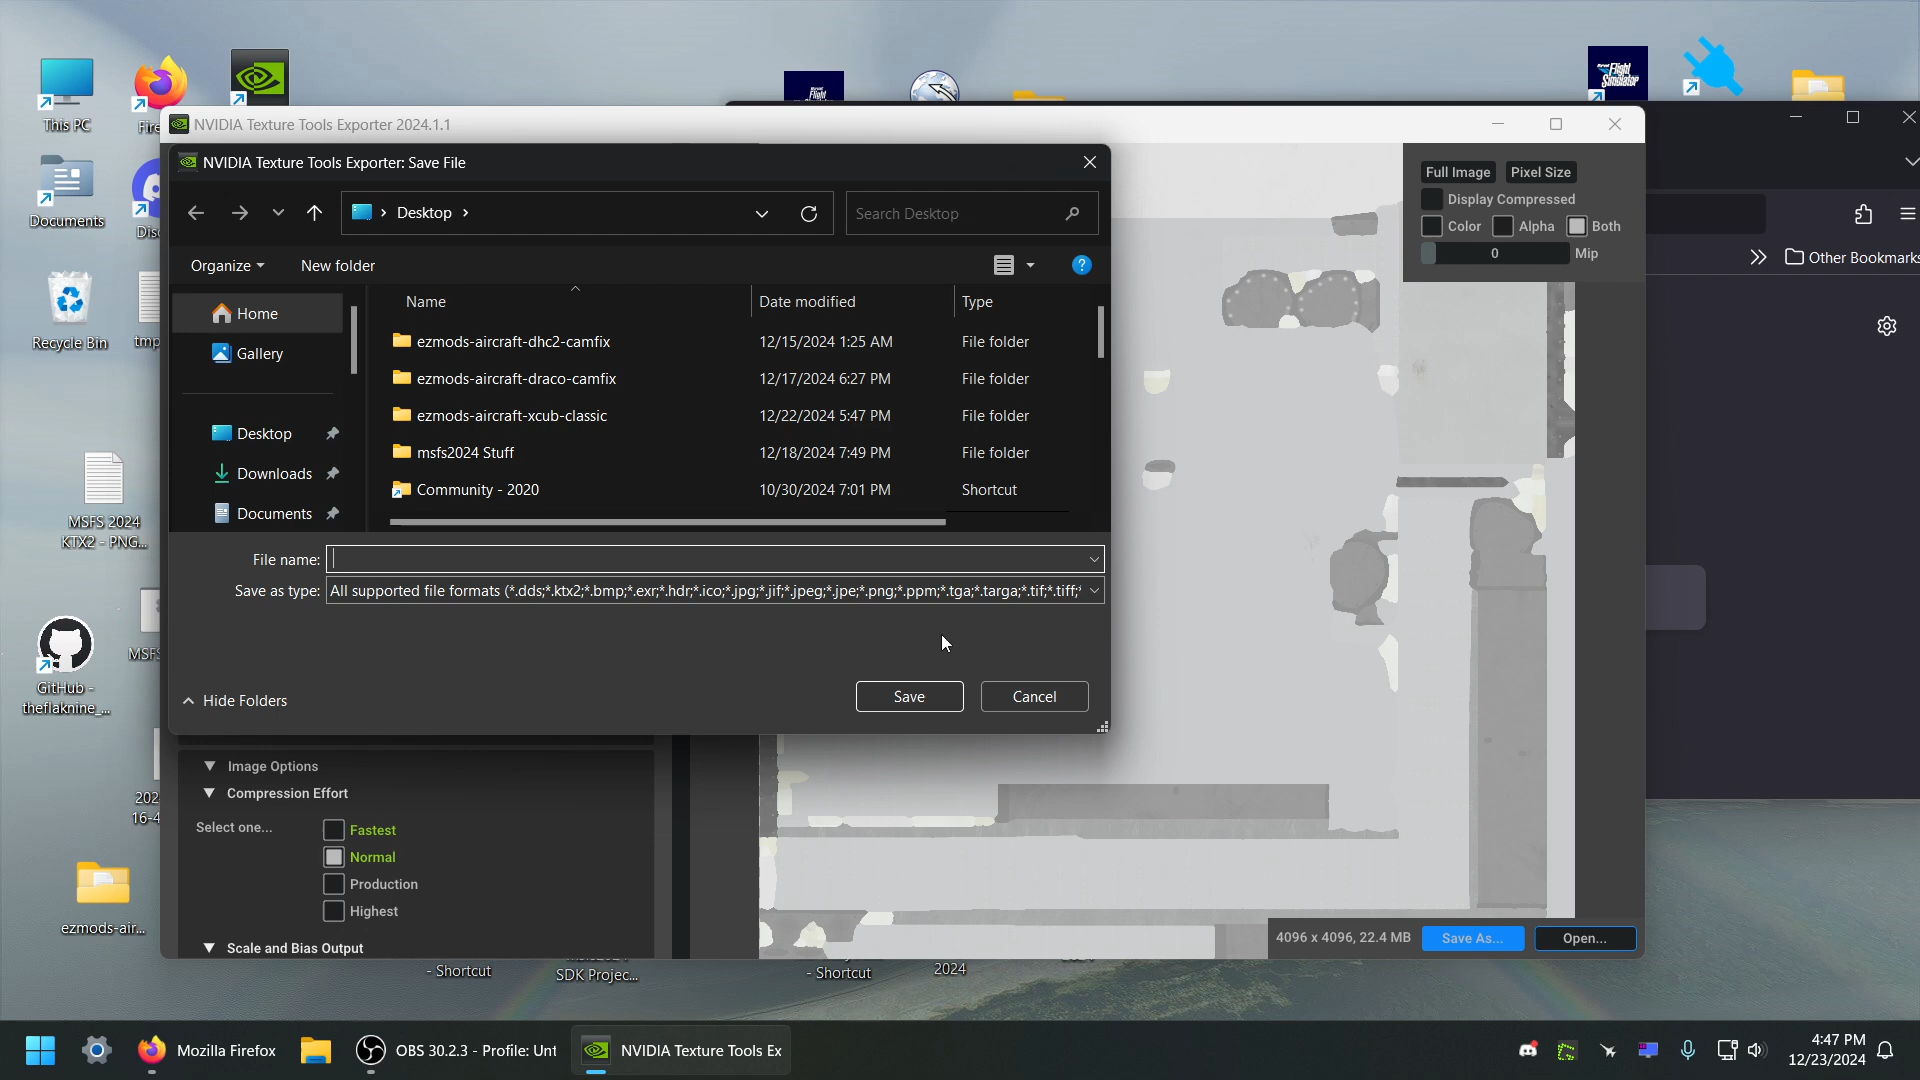 This PC
Documents
Recycle Bin
MSFS 2024
KTX2 - PNG...
GitHub -
theflaknine_...
ezmods-air...
NVIDIA Texture Tools Exporter 2024.1.1
NVIDIA Texture Tools Exporter: Save File
Desktop
Search Desktop
Organize
New folder
Home
Gallery
Desktop
Downloads
Documents
Name
Date modified
Type
ezmods-aircraft-dhc2-camfix
12/15/2024 1:25 AM
File folder
ezmods-aircraft-draco-camfix
12/17/2024 6:27 PM
File folder
ezmods-aircraft-xcub-classic
12/22/2024 5:47 PM
File folder
msfs2024 Stuff
12/18/2024 7:49 PM
File folder
Community - 2020
10/30/2024 7:01 PM
Shortcut
File name:
Save as type:
All supported file formats (*.dds;*.ktx2;*.bmp;*.exr;*.hdr;*.ico;*.jpg;*.jif;*.jpeg;*.jpe;*.png;*.ppm;*.tga;*.targa;*.tif;*.tiff;*
Hide Folders
Save
Cancel
Full Image
Pixel Size
Display Compressed
Color
Alpha
Both
0
Mip
Other Bookmarks
Flight
Simulator
Image Options
Compression Effort
Select one...
Fastest
Normal
Production
Highest
Scale and Bias Output
4096 x 4096, 22.4 MB
Save As...
Open...
- Shortcut
SDK Projec...
- Shortcut
2024
Mozilla Firefox
OBS 30.2.3 - Profile: Unt
NVIDIA Texture Tools Ex
4:47 PM
12/23/2024